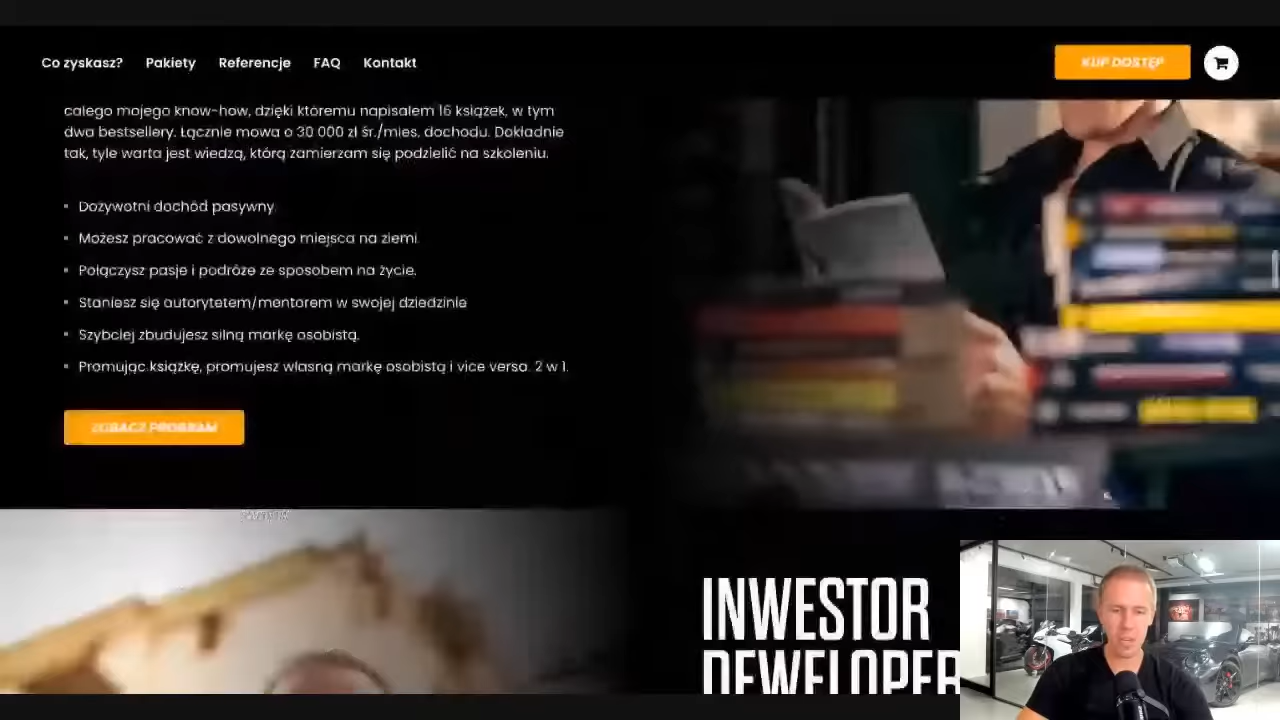 Co zyskasz? Pakiety Referencje FAQ Kontakt KUP DOSTĘP
całego mojego know-how, dzięki któremu napisałem 16 książek, w tym
dwa bestsellery. Łącznie mowa o 30 000 zł śr./mies. dochodu. Dokładnie
tak, tyle warta jest wiedzą, którą zamierzam się podzielić na szkoleniu.
Dożywotni dochód pasywny.
Możesz pracować z dowolnego miejsca na ziemi.
Połączysz pasje i podróże ze sposobem na życie.
Staniesz się autorytetem/mentorem w swojej dziedzinie
Szybciej zbudujesz silną markę osobistą.
Promując książkę, promujesz własną markę osobistą i vice versa. 2 w 1.
ZOBACZ PROGRAM
INWESTOR
DEWELOPER